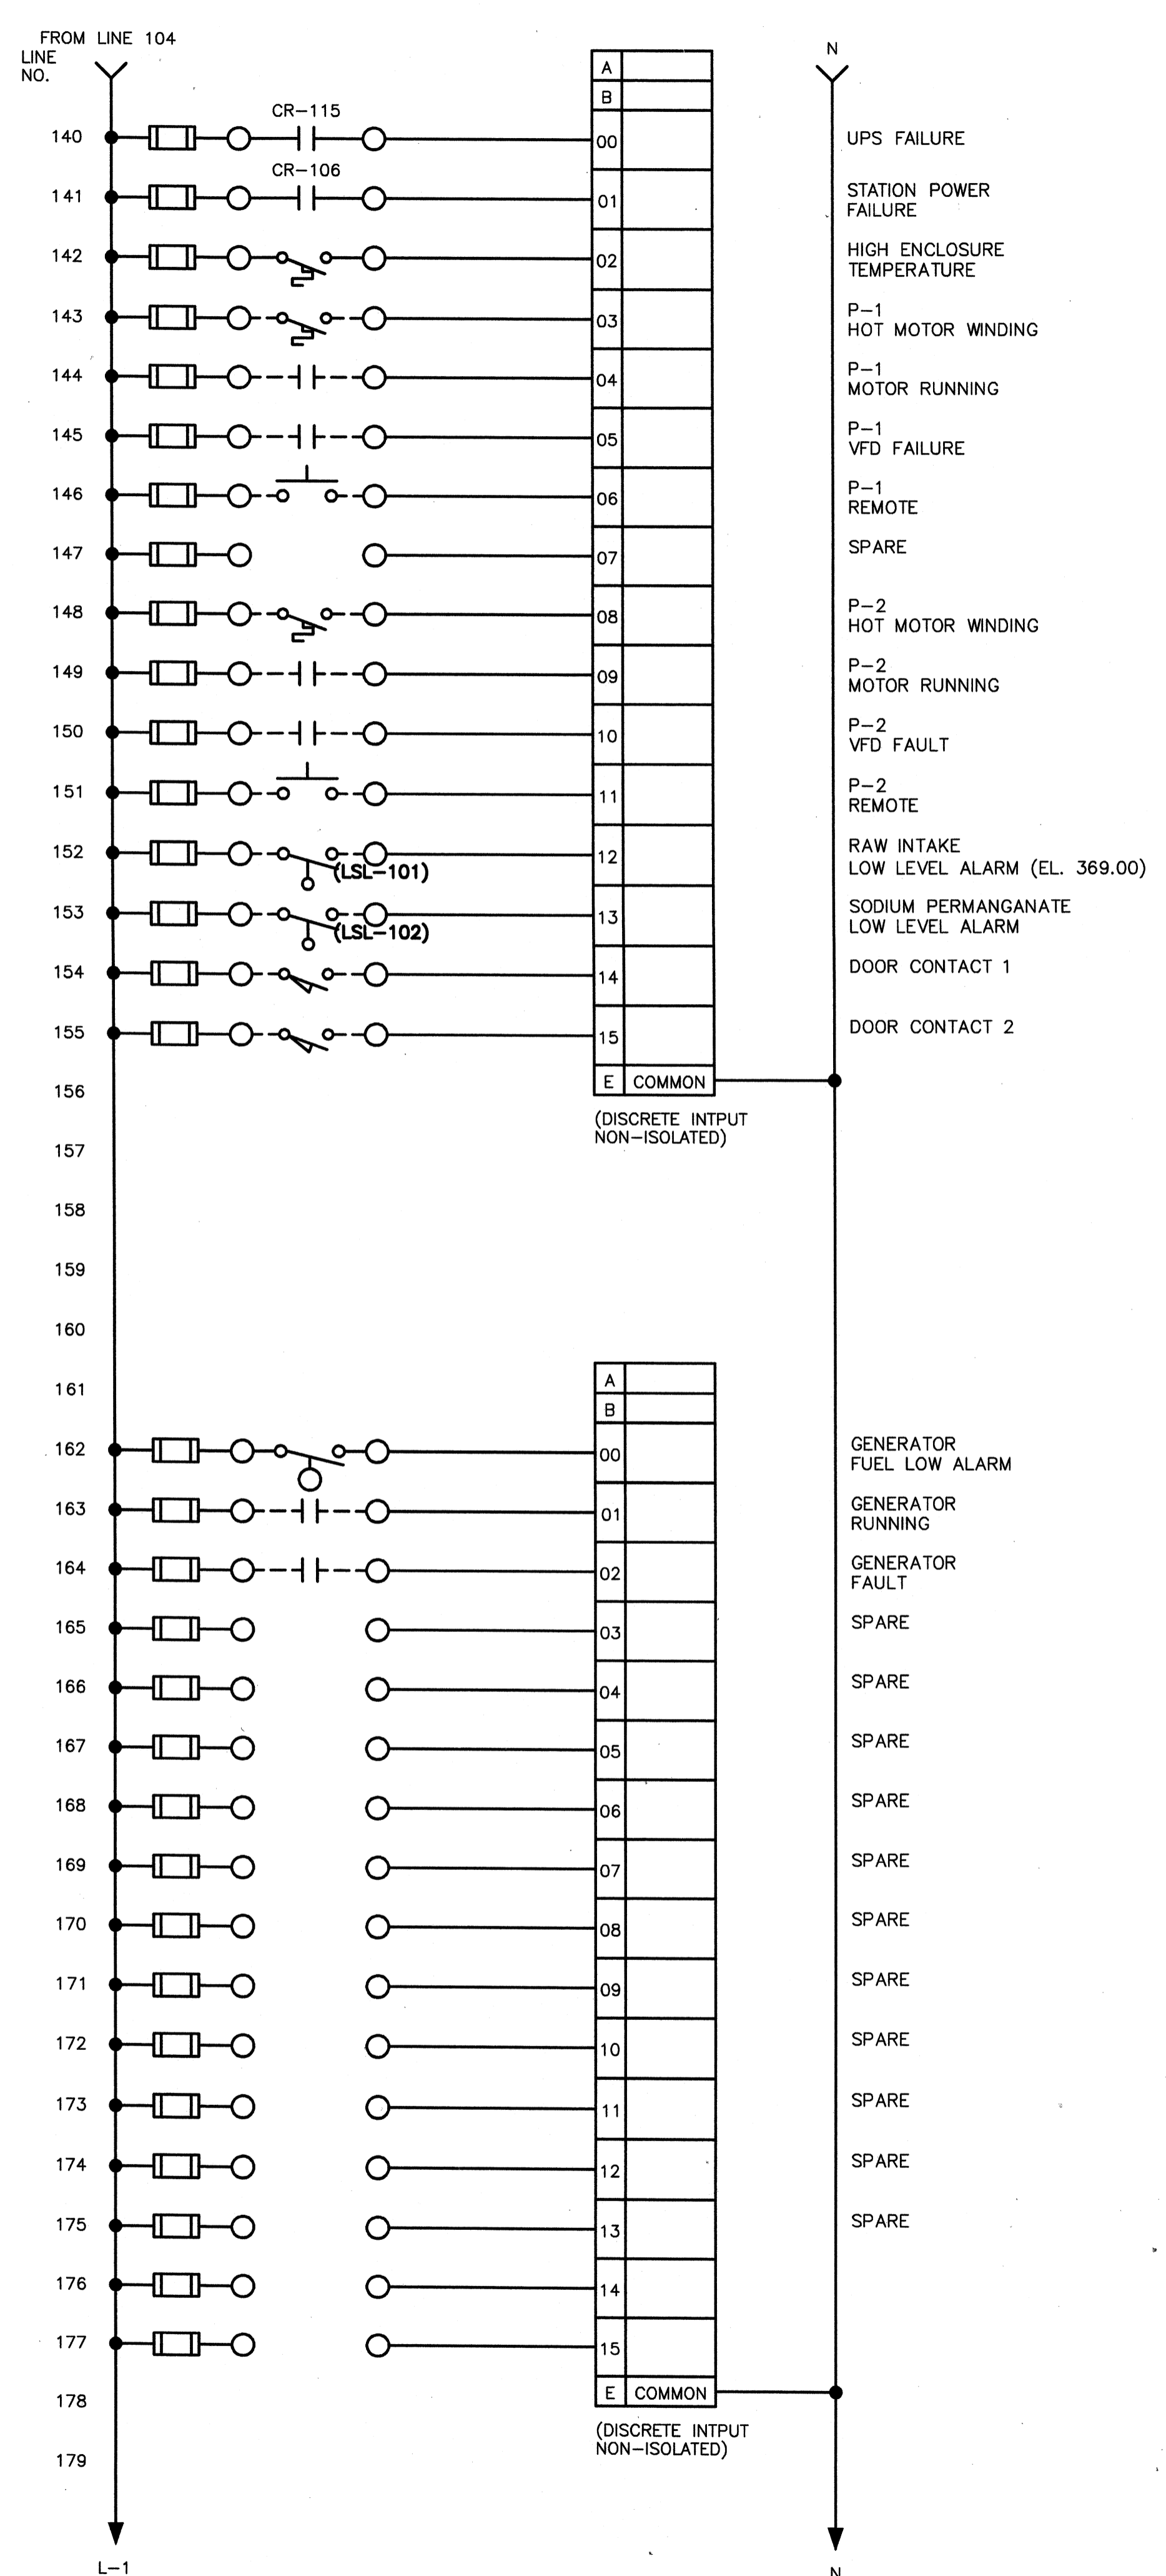 FROM LINE 104
LINE
NO.
N
A
B
CR-115
140 00 UPS FAILURE
CR-106
141 01 STATION POWER
FAILURE
142 02 HIGH ENCLOSURE
TEMPERATURE
143 03 P-1
HOT MOTOR WINDING
144 04 P-1
MOTOR RUNNING
145 05 P-1
VFD FAILURE
146 06 P-1
REMOTE
147 07 SPARE
148 08 P-2
HOT MOTOR WINDING
149 09 P-2
MOTOR RUNNING
150 10 P-2
VFD FAULT
151 11 P-2
REMOTE
152 12 RAW INTAKE
(LSL-101) LOW LEVEL ALARM (EL. 369.00)
153 13 SODIUM PERMANGANATE
(LSL-102) LOW LEVEL ALARM
154 14 DOOR CONTACT 1
155 15 DOOR CONTACT 2
156 E COMMON
(DISCRETE INTPUT
NON-ISOLATED)
157
158
159
160
161 A
B
162 00 GENERATOR
FUEL LOW ALARM
163 01 GENERATOR
RUNNING
164 02 GENERATOR
FAULT
165 03 SPARE
166 04 SPARE
167 05 SPARE
168 06 SPARE
169 07 SPARE
170 08 SPARE
171 09 SPARE
172 10 SPARE
173 11 SPARE
174 12 SPARE
175 13 SPARE
176 14
177 15
178 E COMMON
(DISCRETE INTPUT
NON-ISOLATED)
179
L-1 N